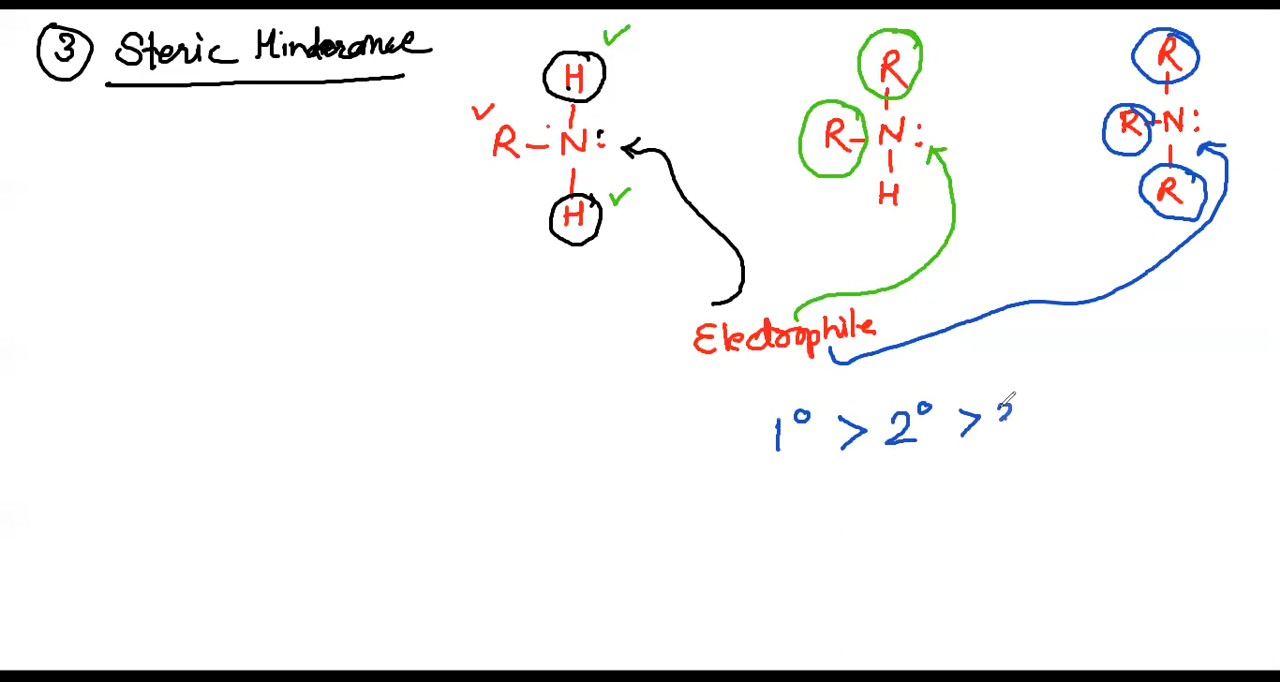 3 Steric Hinderance
H
R – N :
H
R
R – N :
H
R
R – N :
R
Electrophile
1° > 2° >